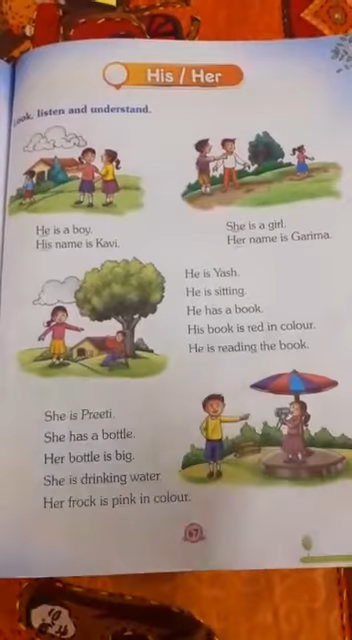 His / Her
Look, listen and understand.
He is a boy.
His name is Kavi.
She is a girl.
Her name is Garima.
He is Yash.
He is sitting.
He has a book.
His book is red in colour.
He is reading the book.
She is Preeti.
She has a bottle.
Her bottle is big.
She is drinking water
Her frock is pink in colour.
67